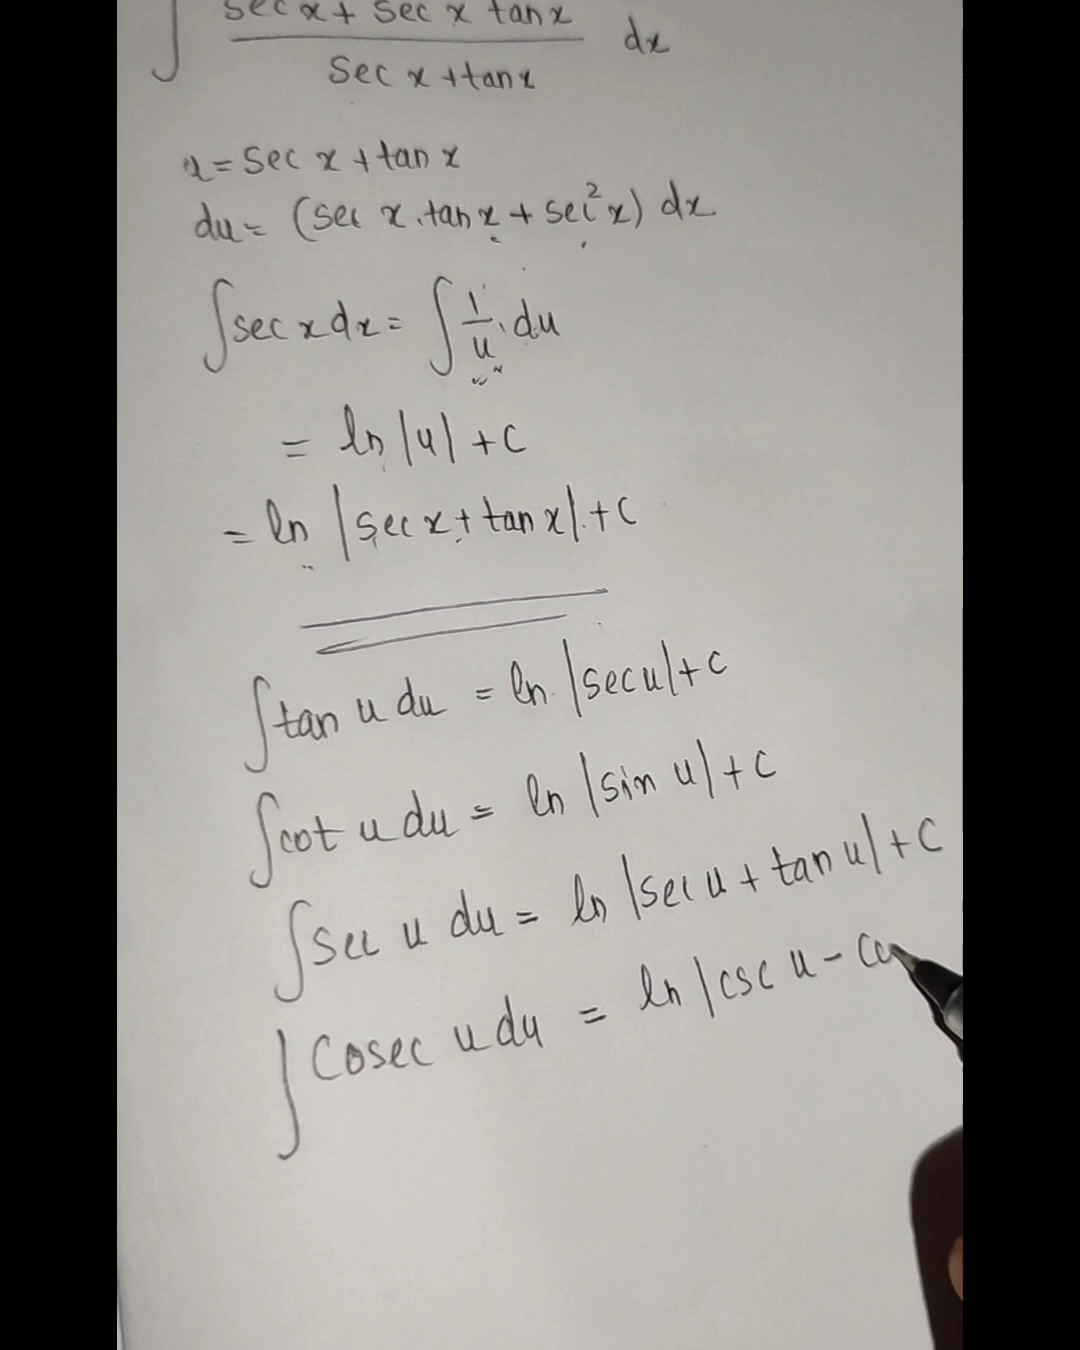 ∫ sec x + sec x tan x / sec x + tan x dx
u = sec x + tan x
du = (sec x . tan x + sec² x) dx
∫ sec x dx = ∫ 1/u . du
= ln |u| + c
= ln |sec x + tan x| + c
∫ tan u du = ln |sec u| + c
∫ cot u du = ln |sin u| + c
∫ sec u du = ln |sec u + tan u| + c
∫ cosec u du = ln |csc u - co